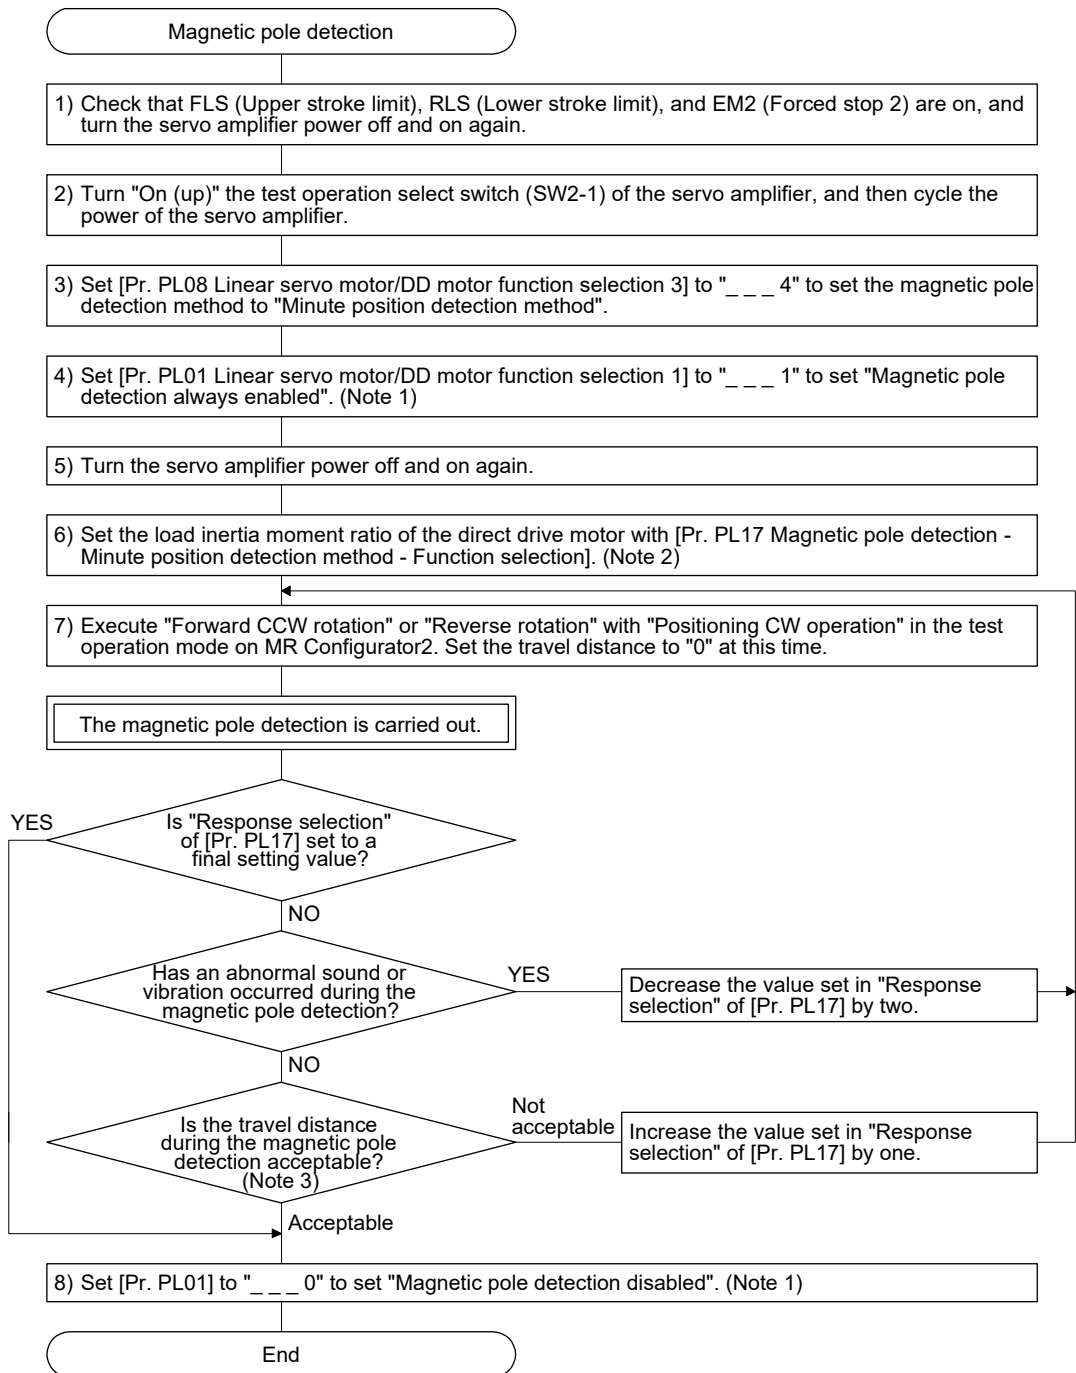 Magnetic pole detection
1) Check that FLS (Upper stroke limit), RLS (Lower stroke limit), and EM2 (Forced stop 2) are on, and
turn the servo amplifier power off and on again.
2) Turn "On (up)" the test operation select switch (SW2-1) of the servo amplifier, and then cycle the
power of the servo amplifier.
3) Set [Pr. PL08 Linear servo motor/DD motor function selection 3] to "_ _ _ 4" to set the magnetic pole
detection method to "Minute position detection method".
4) Set [Pr. PL01 Linear servo motor/DD motor function selection 1] to "_ _ _ 1" to set "Magnetic pole
detection always enabled". (Note 1)
5) Turn the servo amplifier power off and on again.
6) Set the load inertia moment ratio of the direct drive motor with [Pr. PL17 Magnetic pole detection -
Minute position detection method - Function selection]. (Note 2)
7) Execute "Forward CCW rotation" or "Reverse rotation" with "Positioning CW operation" in the test
operation mode on MR Configurator2. Set the travel distance to "0" at this time.
The magnetic pole detection is carried out.
YES
Is "Response selection"
of [Pr. PL17] set to a
final setting value?
NO
Has an abnormal sound or
vibration occurred during the
magnetic pole detection?
YES
Decrease the value set in "Response
selection" of [Pr. PL17] by two.
NO
Is the travel distance
during the magnetic pole
detection acceptable?
(Note 3)
Not
acceptable
Increase the value set in "Response
selection" of [Pr. PL17] by one.
Acceptable
8) Set [Pr. PL01] to "_ _ _ 0" to set "Magnetic pole detection disabled". (Note 1)
End